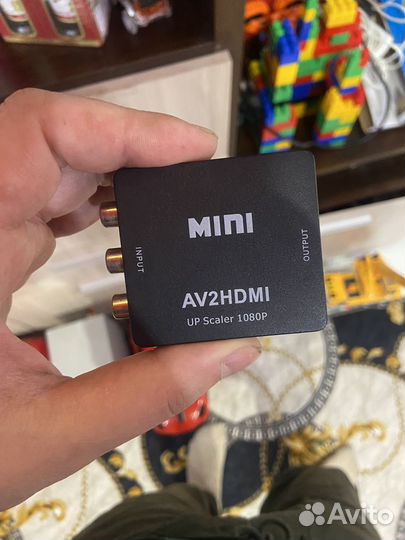 MINI
INPUT
OUTPUT
AV2HDMI
UP Scaler 1080P
Avito